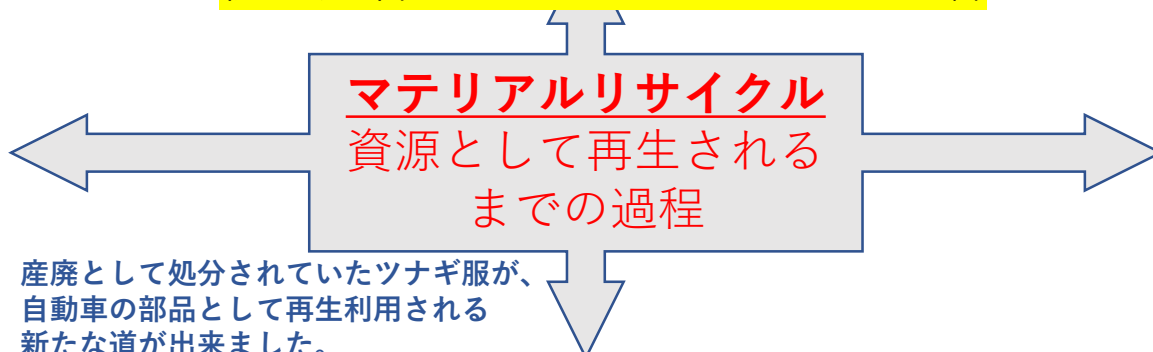 マテリアルリサイクル
資源として再生される
までの過程
産廃として処分されていたツナギ服が、
自動車の部品として再生利用される
新たな道が出来ました。